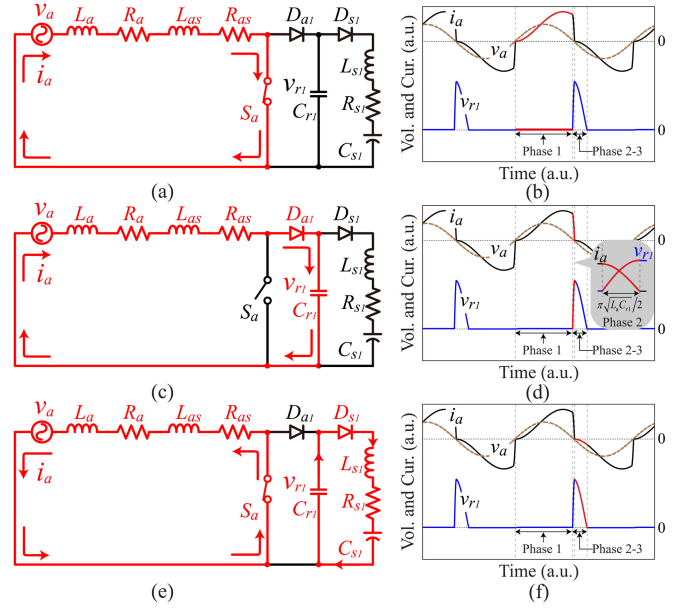 v_a L_a R_a L_as R_as D_a1 D_s1
i_a S_a v_r1 C_r1 L_s1 R_s1 C_s1
(a)
Vol. and Cur. (a.u.)
i_a v_a 0
v_r1 0
Phase 1 Phase 2-3
Time (a.u.)
(b)
v_a L_a R_a L_as R_as D_a1 D_s1
i_a S_a v_r1 C_r1 L_s1 R_s1 C_s1
(c)
Vol. and Cur. (a.u.)
i_a v_a 0
i_a v_r1
π√L_s C_r1/2
Phase 2
v_r1 0
Phase 1 Phase 2-3
Time (a.u.)
(d)
v_a L_a R_a L_as R_as D_a1 D_s1
i_a S_a v_r1 C_r1 L_s1 R_s1 C_s1
(e)
Vol. and Cur. (a.u.)
i_a v_a 0
v_r1 0
Phase 1 Phase 2-3
Time (a.u.)
(f)